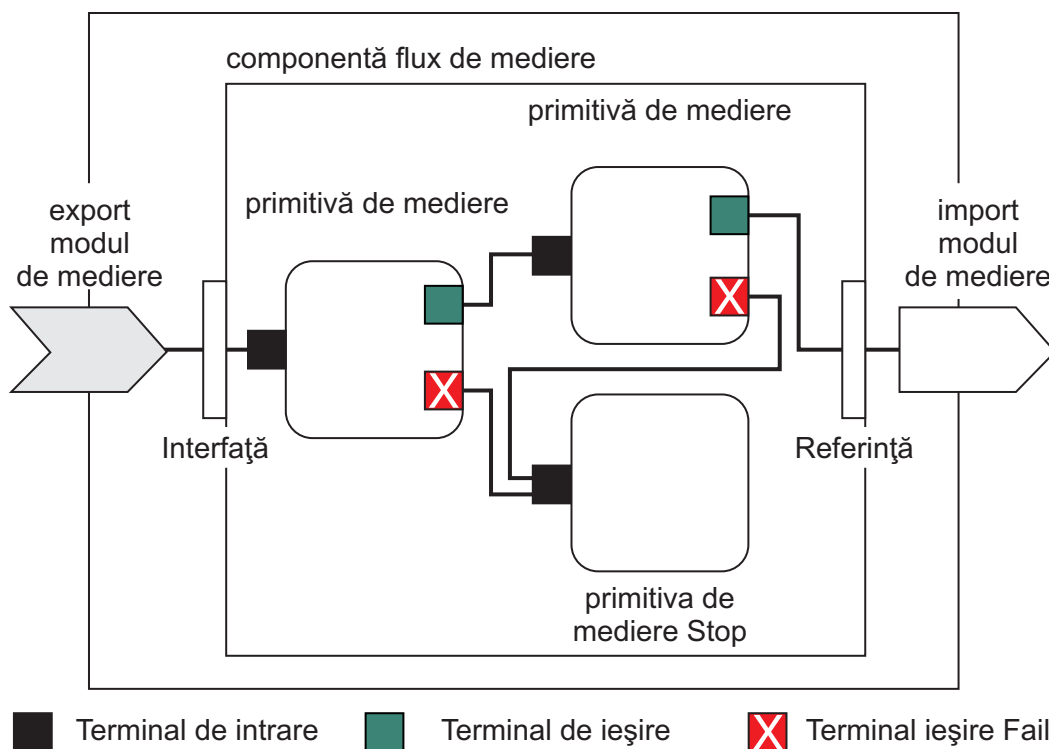 componentă flux de mediere
primitivă de mediere
primitivă de mediere
export
modul
de mediere
import
modul
de mediere
X
X
Interfaţă
Referinţă
primitiva de
mediere Stop
Terminal de intrare
Terminal de ieşire
X
Terminal ieşire Fail